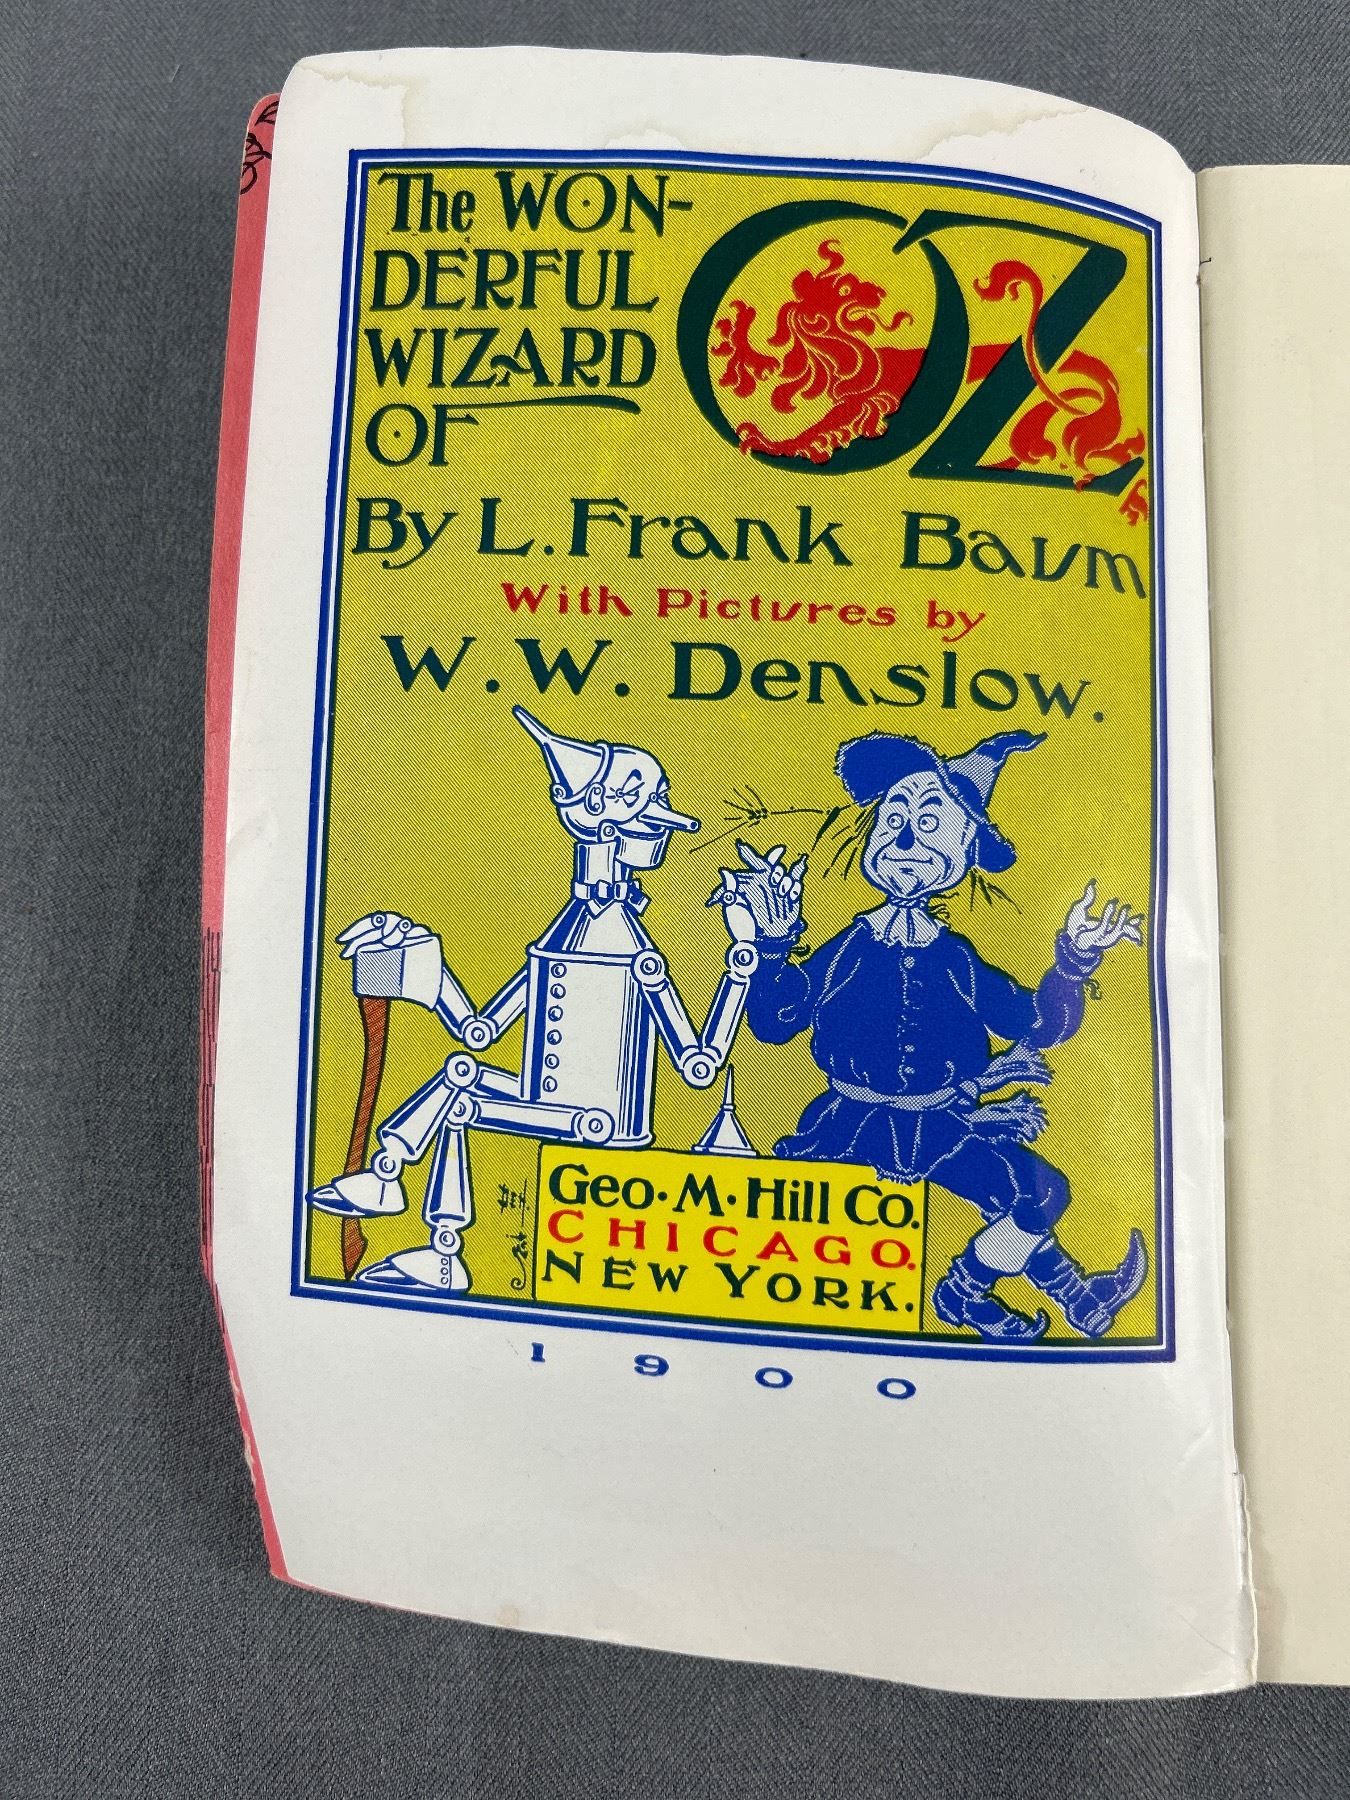 The WON-
DERFUL
WIZARD
OF
OZ
By L. Frank Baum
With Pictures by
W. W. Denslow.
Geo. M. Hill Co.
CHICAGO.
NEW YORK.
Den.
1900